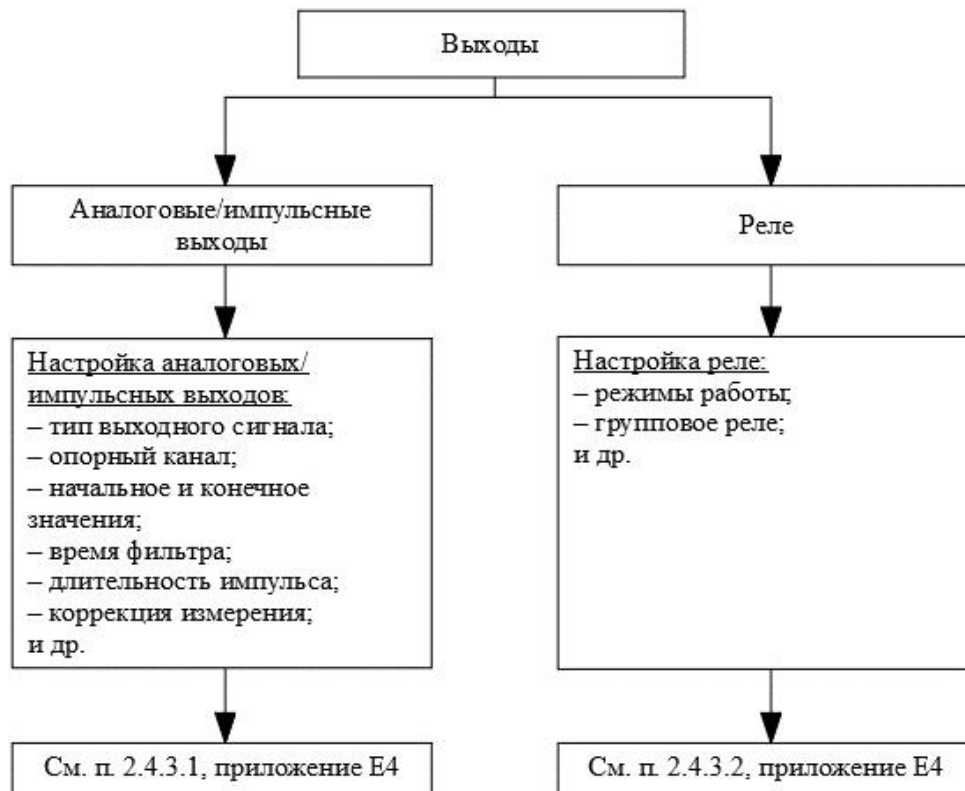 Выходы
Аналоговые/импульсные
выходы
Реле
Настройка аналоговых/
импульсных выходов:
– тип выходного сигнала;
– опорный канал;
– начальное и конечное
значения;
– время фильтра;
– длительность импульса;
– коррекция измерения;
и др.
Настройка реле:
– режимы работы;
– групповое реле;
и др.
См. п. 2.4.3.1, приложение Е4
См. п. 2.4.3.2, приложение Е4